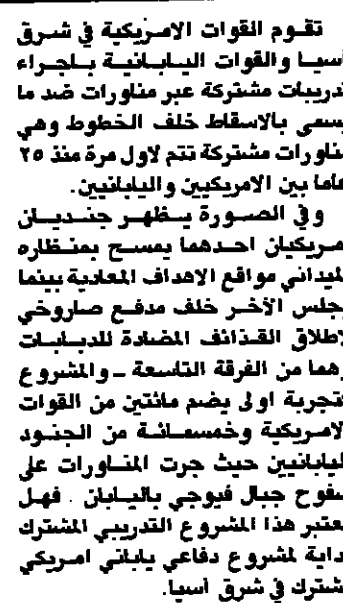 تقوم القوات الامريكية في شرق
آسيا والقوات اليابانية باجراء
تدريبات مشتركة عبر مناورات ضد ما
يسمى بالاسقاط خلف الخطوط وهي
مناورات مشتركة تتم لاول مرة منذ ٢٥
عاما بين الامريكيين واليابانيين.
وفي الصورة يظهر جنديان
امريكيان احدهما يمسح بمنظاره
الميداني مواقع الاهداف المعادية بينما
يجلس الآخر خلف مدفع صاروخي
لاطلاق القذائف المضادة للدبابات
وهما من الفرقة التاسعة ـ والمشروع
كتجربة اولى يضم مائتين من القوات
الامريكية وخمسمائة من الجنود
اليابانيين حيث جرت المناورات على
سفوح جبال فيوجي باليابان . فهل
يعتبر هذا المشروع التدريبي المشترك
بداية لمشروع دفاعي ياباني امريكي
مشترك في شرق آسيا.